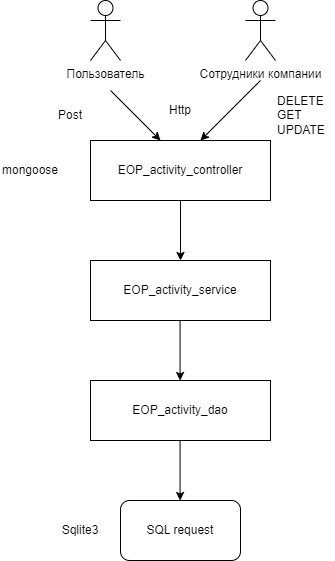 Пользователь
Сотрудники компании
Post
Http
DELETE
GET
UPDATE
mongoose
EOP_activity_controller
EOP_activity_service
EOP_activity_dao
Sqlite3
SQL request